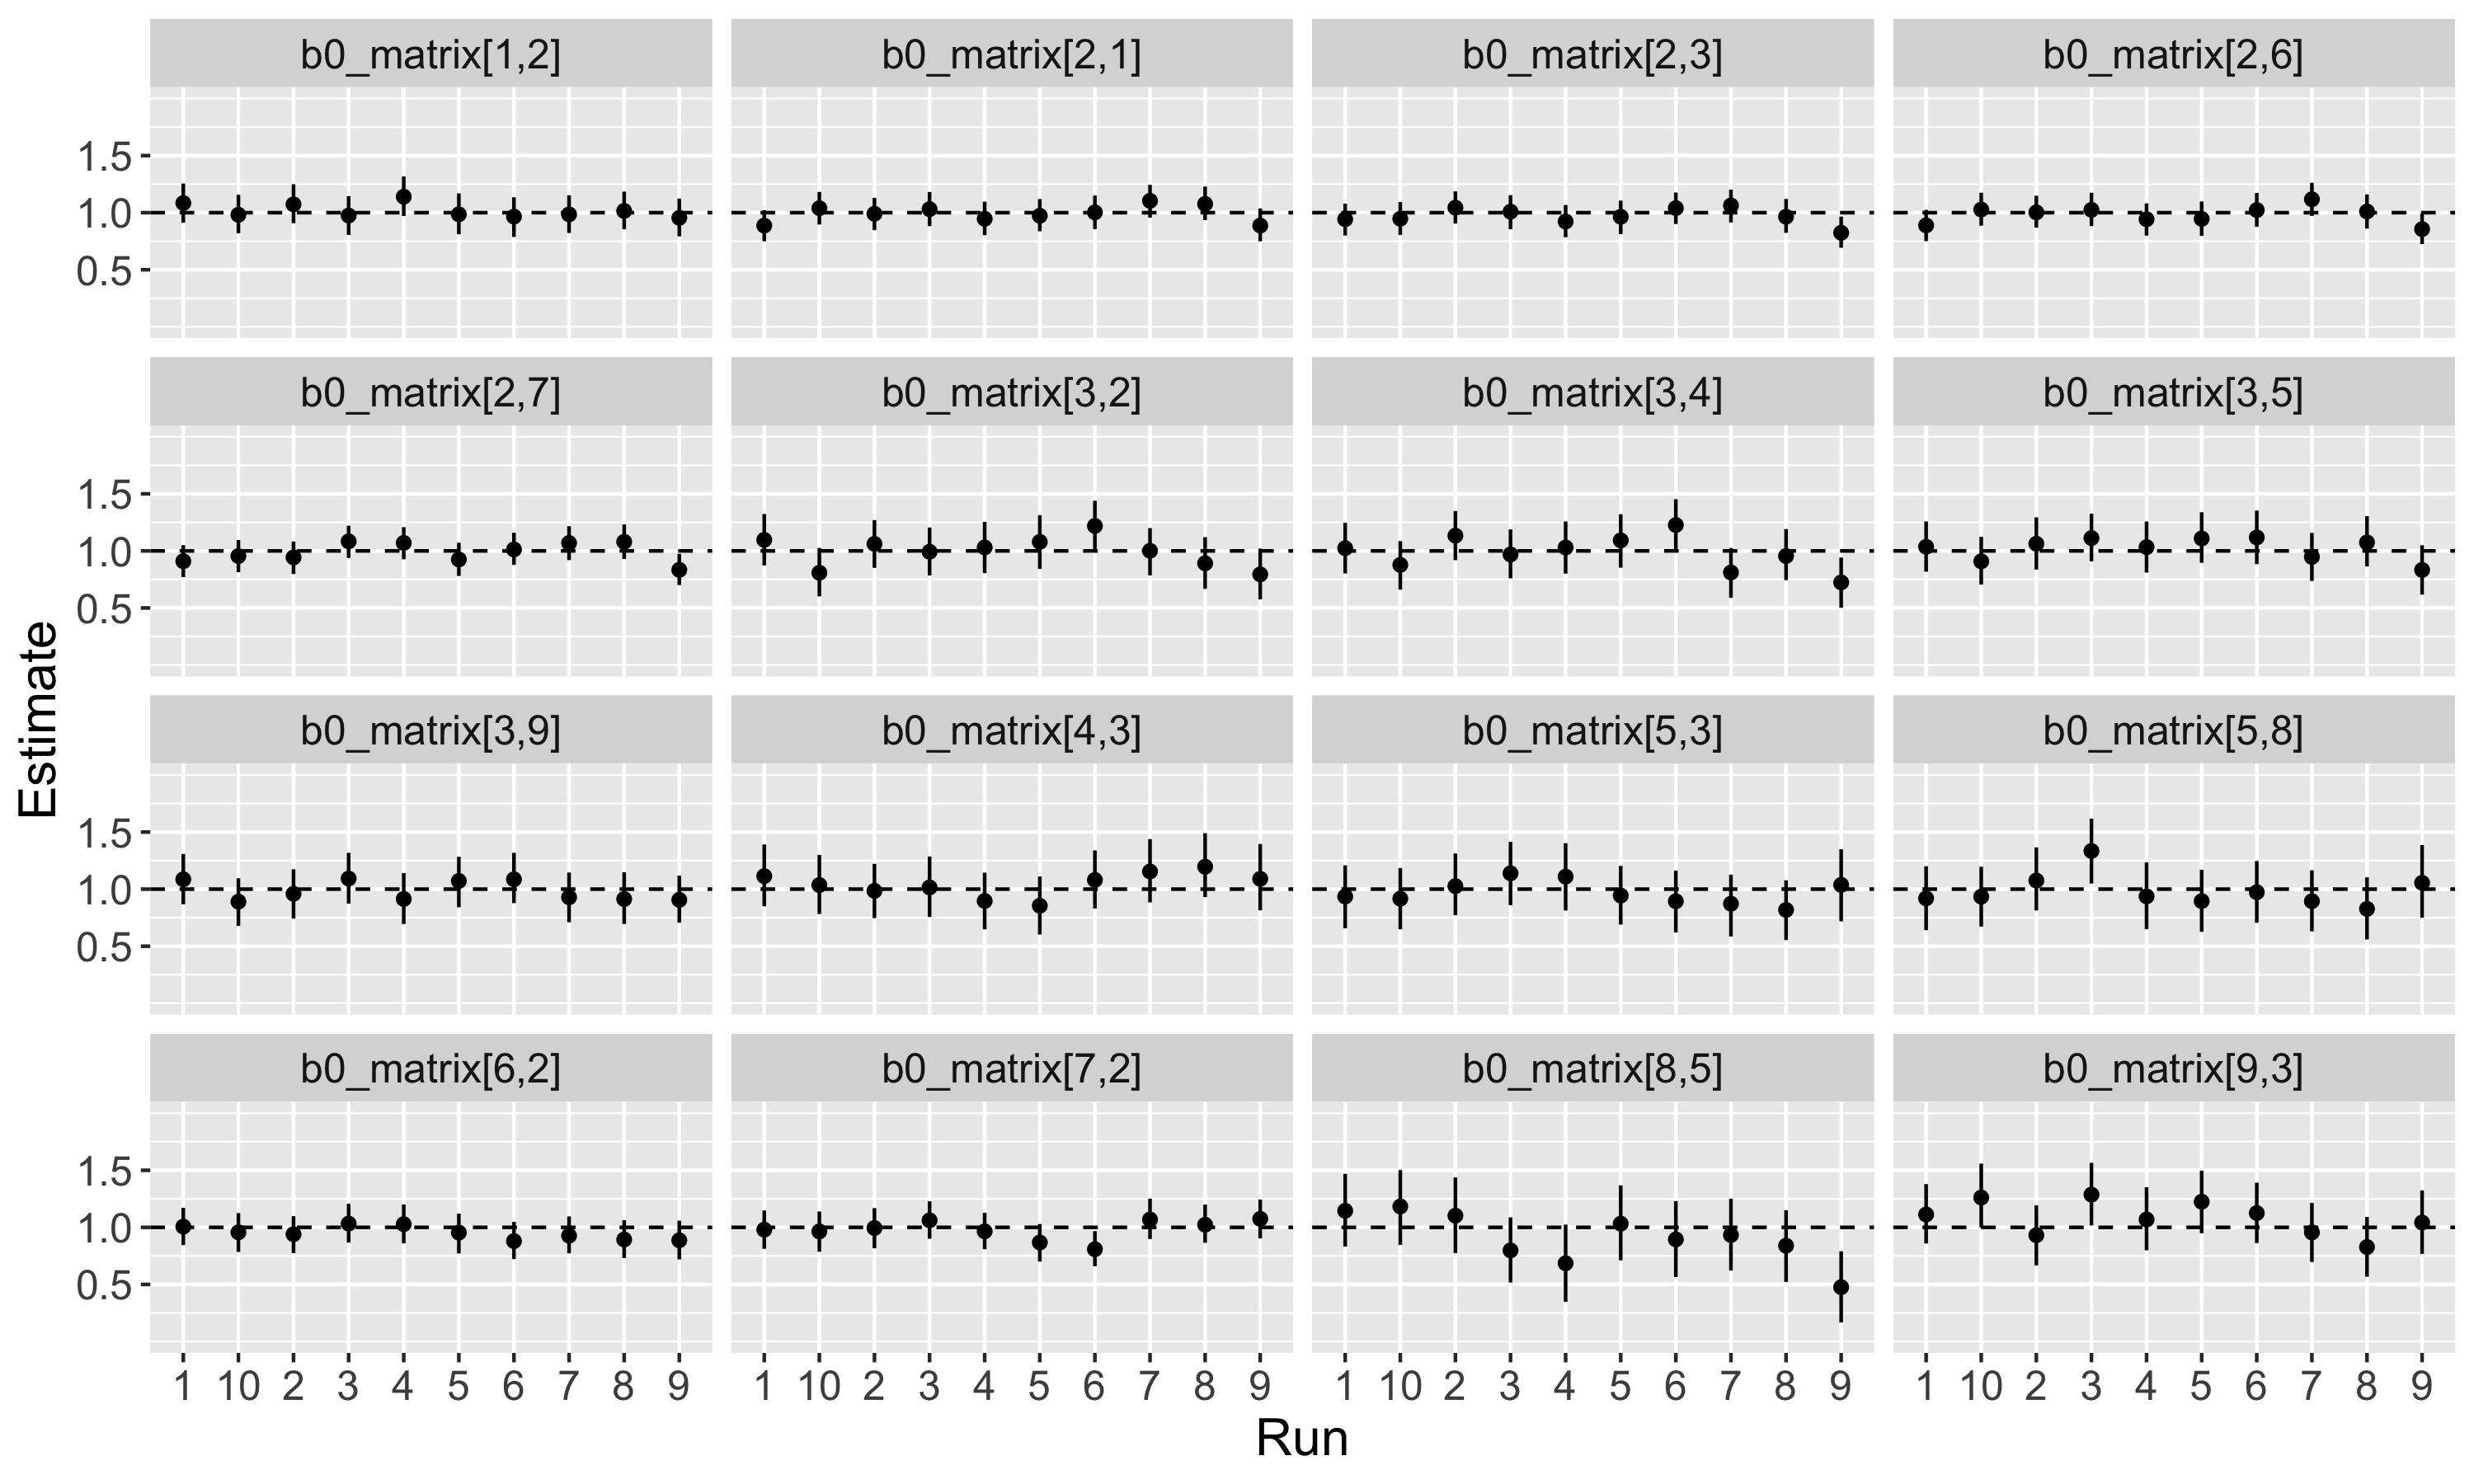 b0_matrix[1,2] b0_matrix[2,1] b0_matrix[2,3] b0_matrix[2,6]
1.5
1.0
0.5
b0_matrix[2,7] b0_matrix[3,2] b0_matrix[3,4] b0_matrix[3,5]
1.5
1.0
0.5
Estimate
b0_matrix[3,9] b0_matrix[4,3] b0_matrix[5,3] b0_matrix[5,8]
1.5
1.0
0.5
b0_matrix[6,2] b0_matrix[7,2] b0_matrix[8,5] b0_matrix[9,3]
1.5
1.0
0.5
1 10 2 3 4 5 6 7 8 9 1 10 2 3 4 5 6 7 8 9 1 10 2 3 4 5 6 7 8 9 1 10 2 3 4 5 6 7 8 9
Run